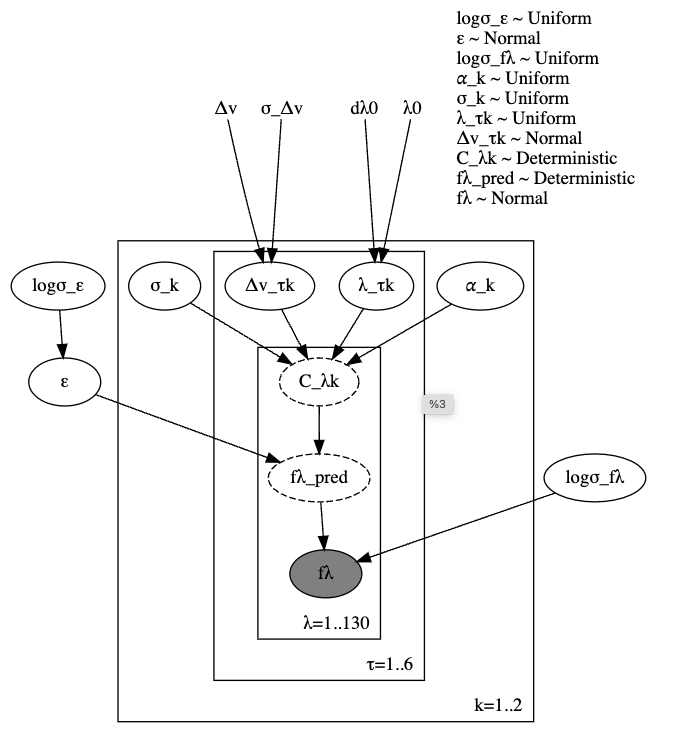 logσ_ε ~ Uniform
ε ~ Normal
logσ_fλ ~ Uniform
α_k ~ Uniform
σ_k ~ Uniform
λ_τk ~ Uniform
Δv_τk ~ Normal
C_λk ~ Deterministic
fλ_pred ~ Deterministic
fλ ~ Normal
Δv σ_Δv dλ0 λ0
logσ_ε σ_k Δv_τk λ_τk α_k
ε C_λk
%3
fλ_pred logσ_fλ
fλ
λ=1..130
τ=1..6
k=1..2